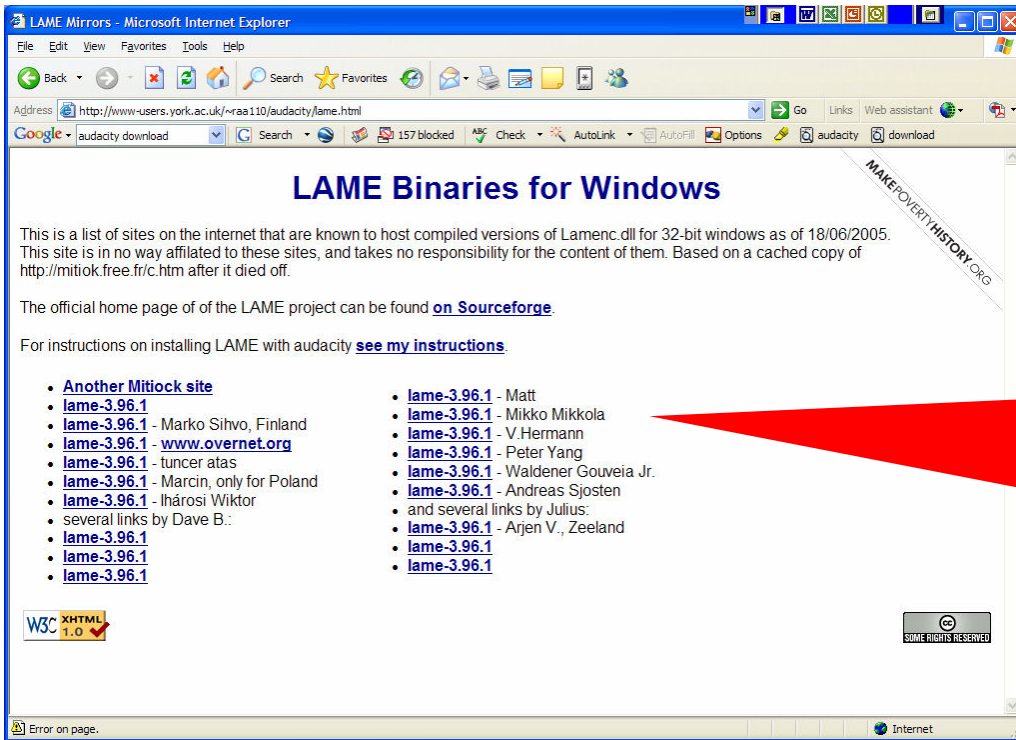 LAME Mirrors - Microsoft Internet Explorer
File Edit View Favorites Tools Help
Back Search Favorites
Address http://www-users.york.ac.uk/~raa110/audacity/lame.html Go Links Web assistant
Google audacity download Search 157 blocked ABC Check AutoLink AutoFill Options audacity download
MAKEPOVERTYHISTORY.ORG
LAME Binaries for Windows
This is a list of sites on the internet that are known to host compiled versions of Lamenc.dll for 32-bit windows as of 18/06/2005.
This site is in no way affilated to these sites, and takes no responsibility for the content of them. Based on a cached copy of
http://mitiok.free.fr/c.htm after it died off.
The official home page of of the LAME project can be found on Sourceforge.
For instructions on installing LAME with audacity see my instructions.
Another Mitiock site
lame-3.96.1
lame-3.96.1 - Marko Sihvo, Finland
lame-3.96.1 - www.overnet.org
lame-3.96.1 - tuncer atas
lame-3.96.1 - Marcin, only for Poland
lame-3.96.1 - Ihárosi Wiktor
several links by Dave B.:
lame-3.96.1
lame-3.96.1
lame-3.96.1
lame-3.96.1 - Matt
lame-3.96.1 - Mikko Mikkola
lame-3.96.1 - V.Hermann
lame-3.96.1 - Peter Yang
lame-3.96.1 - Waldener Gouveia Jr.
lame-3.96.1 - Andreas Sjosten
and several links by Julius:
lame-3.96.1 - Arjen V., Zeeland
lame-3.96.1
lame-3.96.1
W3C XHTML 1.0
cc
SOME RIGHTS RESERVED
Error on page. Internet